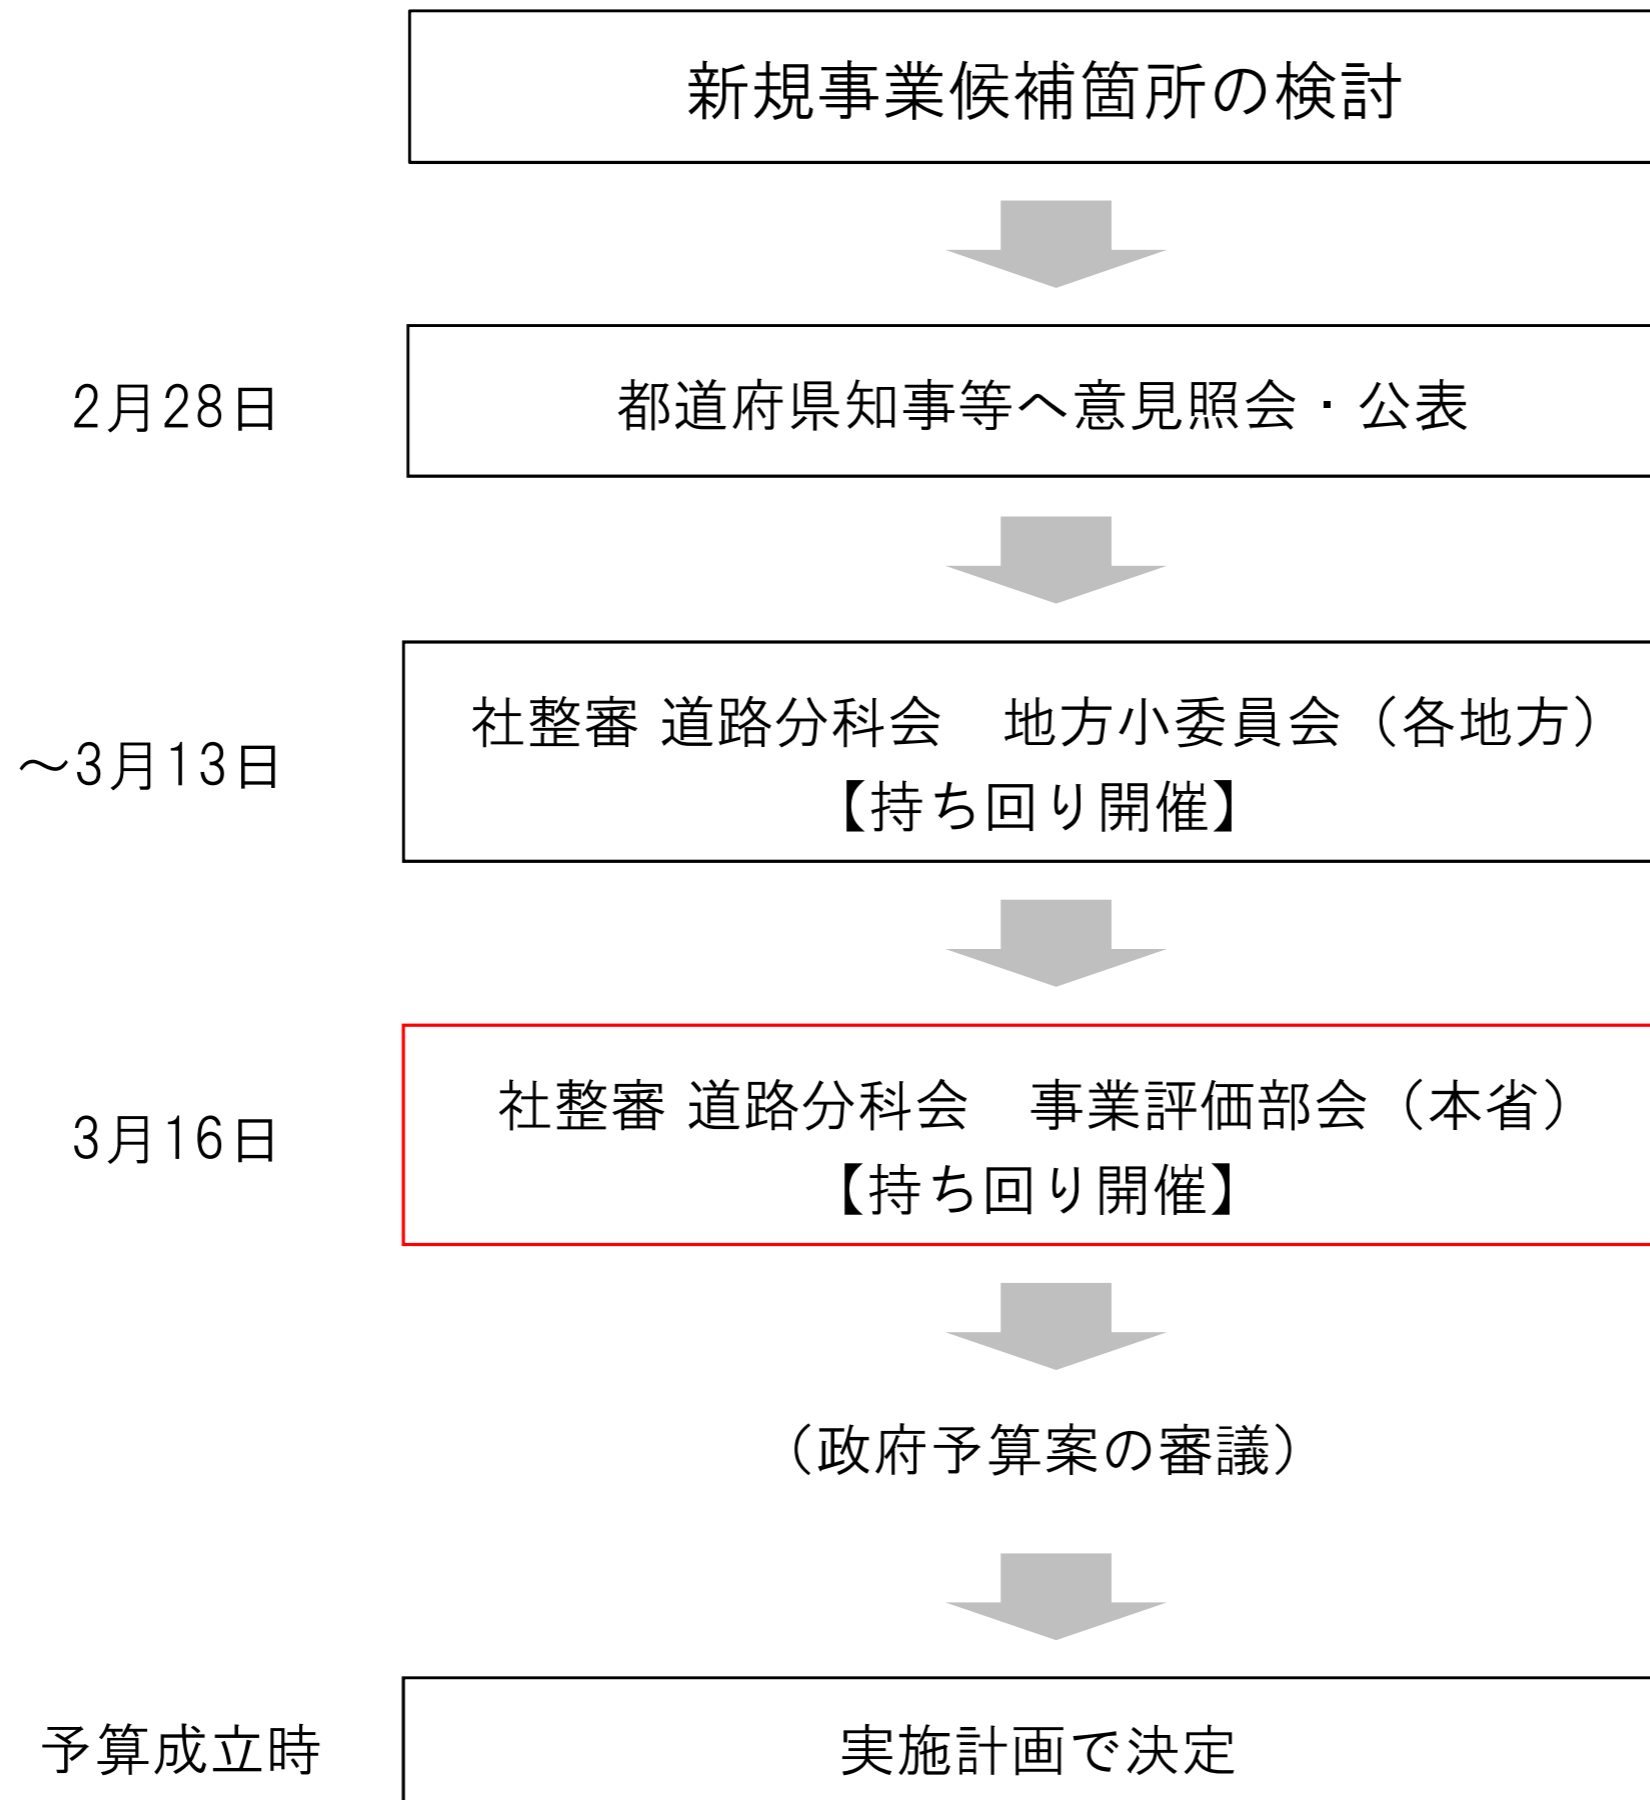 新規事業候補箇所の検討
2月28日
都道府県知事等へ意見照会・公表
～3月13日
社整審 道路分科会　地方小委員会（各地方）
【持ち回り開催】
3月16日
社整審 道路分科会　事業評価部会（本省）
【持ち回り開催】
（政府予算案の審議）
予算成立時
実施計画で決定